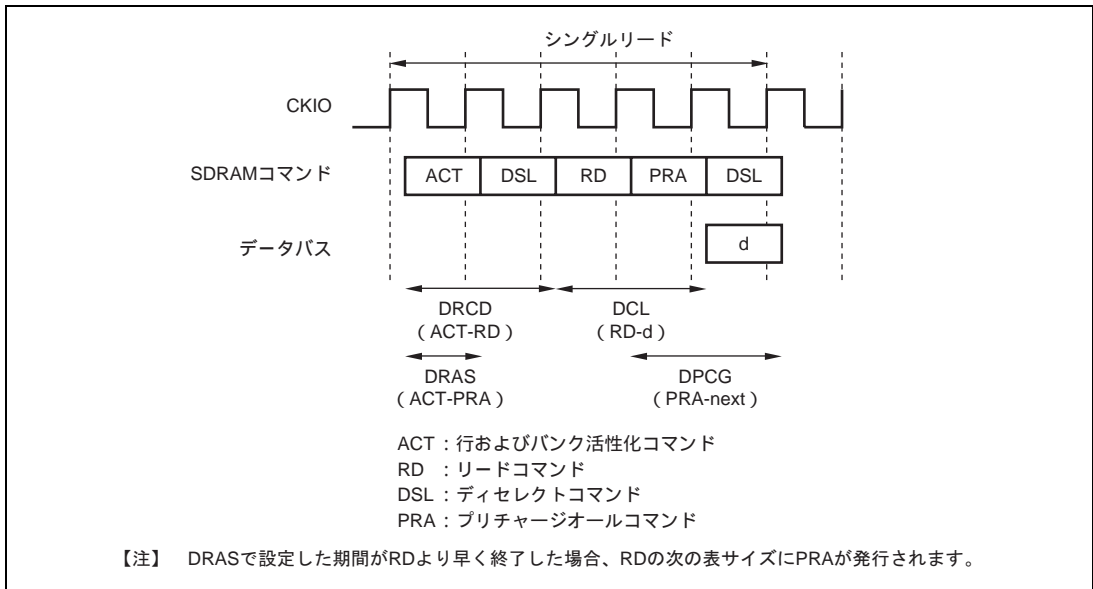 シングルリード
CKIO
SDRAMコマンド
ACT DSL RD PRA DSL
データバス
d
DRCD
（ACT-RD）
DCL
（RD-d）
DRAS
（ACT-PRA）
DPCG
（PRA-next）
ACT：行およびバンク活性化コマンド
RD ：リードコマンド
DSL：ディセレクトコマンド
PRA：プリチャージオールコマンド
【注】 DRASで設定した期間がRDより早く終了した場合、RDの次の表サイズにPRAが発行されます。